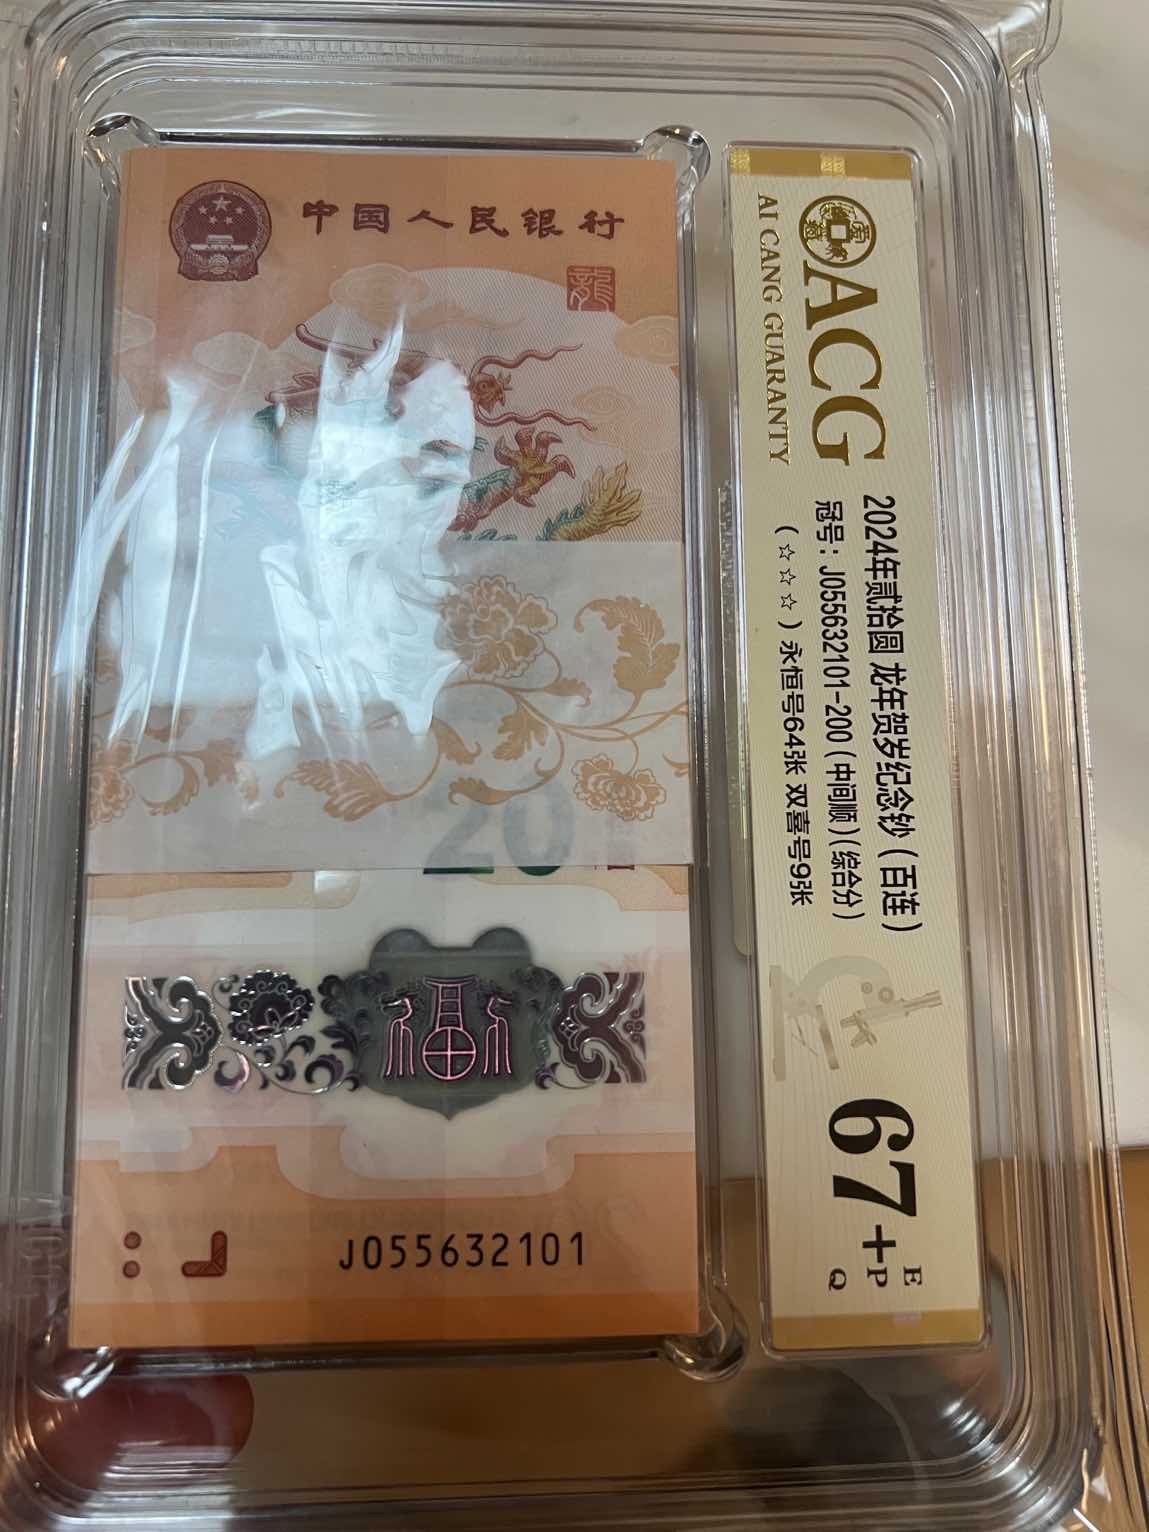 中国人民银行
龍
20
福
J055632101
ACG
AI CANG GUARANTY
2024年贰拾圆 龙年贺岁纪念钞（百连）
冠号：J055632101-200（中间顺）（综合分）
（☆☆☆）永恒号64张 双喜号9张
67+
E
P
Q